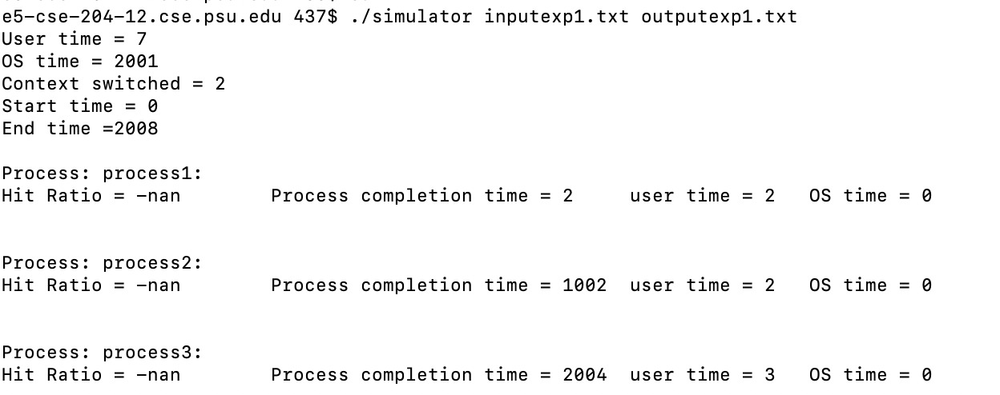 e5-cse-204-12.cse.psu.edu 437$ ./simulator inputexp1.txt outputexp1.txt
User time = 7
OS time = 2001
Context switched = 2
Start time = 0
End time =2008
Process: process1:
Hit Ratio = -nan Process completion time = 2 user time = 2 OS time = 0
Process: process2:
Hit Ratio = -nan Process completion time = 1002 user time = 2 OS time = 0
Process: process3:
Hit Ratio = -nan Process completion time = 2004 user time = 3 OS time = 0